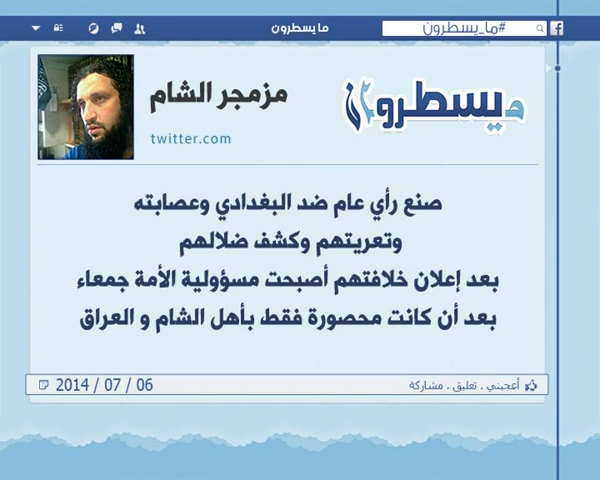 ما يسطرون
#ما_يسطرون
ما يسطرون
مزمجر الشام
twitter.com
صنع رأي عام ضد البغدادي وعصابته
وتعريتهم وكشف ضلالهم
بعد إعلان خلافتهم أصبحت مسؤولية الأمة جمعاء
بعد أن كانت محصورة فقط بأهل الشام و العراق
أعجبني . تعليق . مشاركة
2014 / 07 / 06